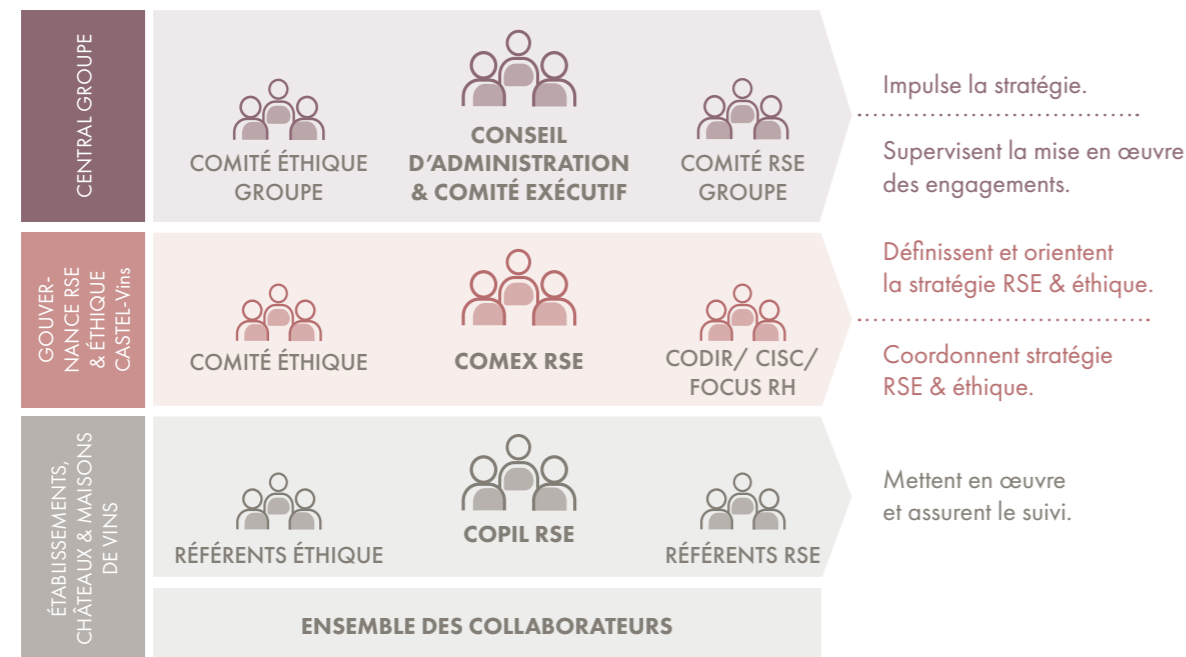 CENTRAL GROUPE
COMITÉ ÉTHIQUE
GROUPE
CONSEIL
D'ADMINISTRATION
& COMITÉ EXÉCUTIF
COMITÉ RSE
GROUPE
Impulse la stratégie.
Supervisent la mise en œuvre
des engagements.
GOUVER-
NANCE RSE
& ÉTHIQUE
CASTEL-Vins
COMITÉ ÉTHIQUE
COMEX RSE
CODIR/ CISC/
FOCUS RH
Définissent et orientent
la stratégie RSE & éthique.
Coordonnent stratégie
RSE & éthique.
ÉTABLISSEMENTS,
CHÂTEAUX & MAISONS
DE VINS
RÉFÉRENTS ÉTHIQUE
COPIL RSE
RÉFÉRENTS RSE
Mettent en œuvre
et assurent le suivi.
ENSEMBLE DES COLLABORATEURS